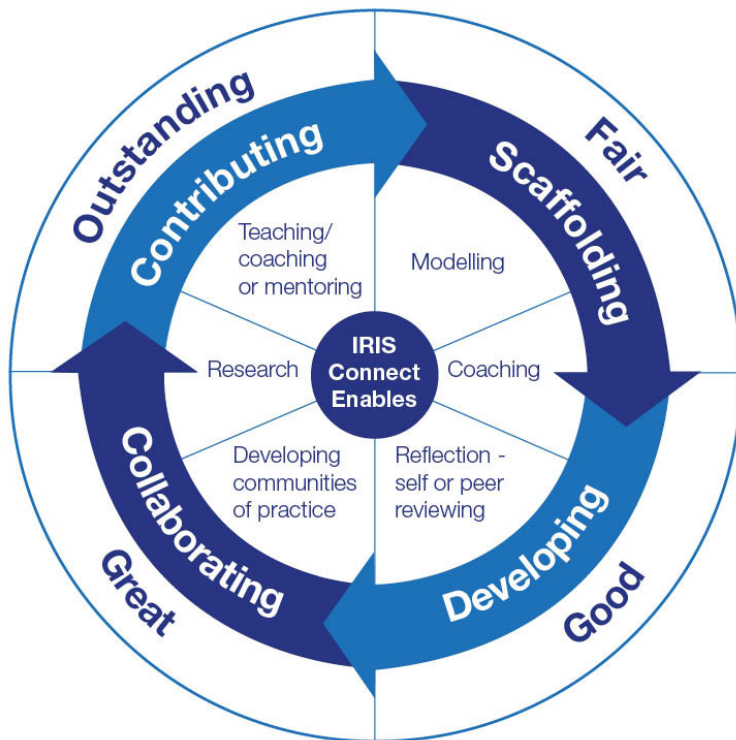 Outstanding
Fair
Contributing
Scaffolding
Teaching/
coaching
or mentoring
Modelling
Research
IRIS
Connect
Enables
Coaching
Developing
communities
of practice
Reflection -
self or peer
reviewing
Collaborating
Developing
Great
Good